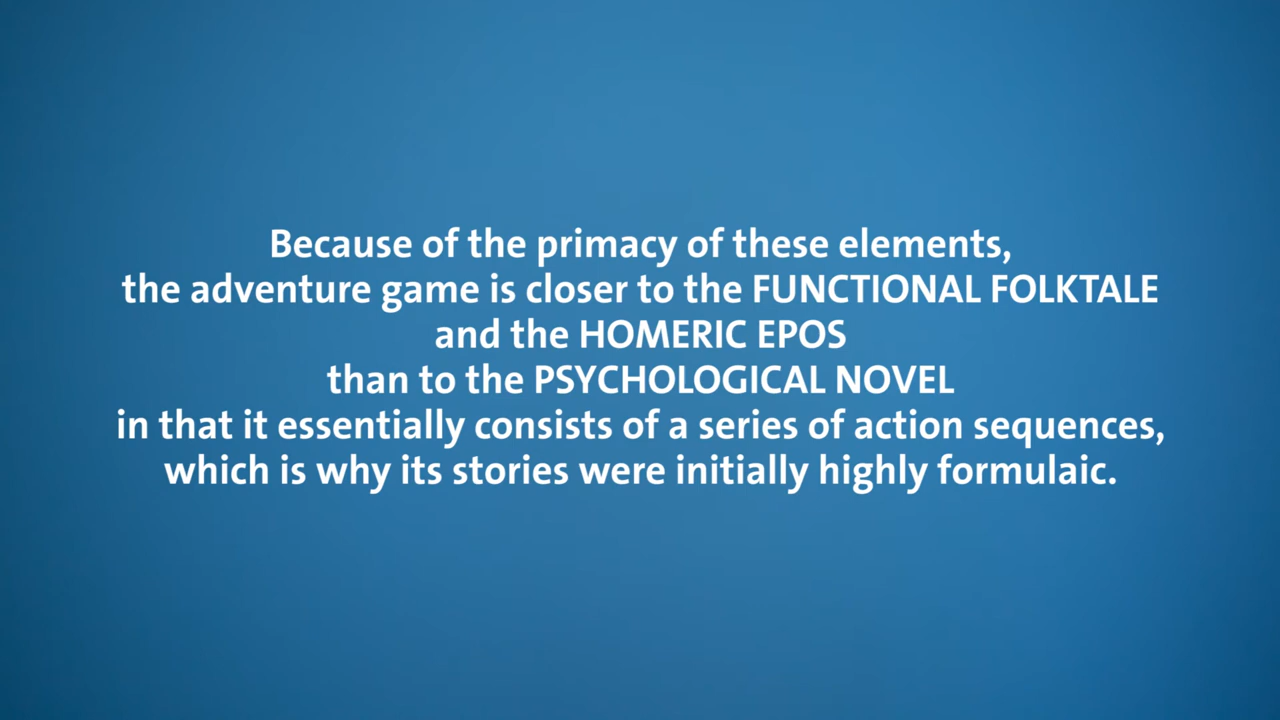 Because of the primacy of these elements,
the adventure game is closer to the FUNCTIONAL FOLKTALE
and the HOMERIC EPOS
than to the PSYCHOLOGICAL NOVEL
in that it essentially consists of a series of action sequences,
which is why its stories were initially highly formulaic.